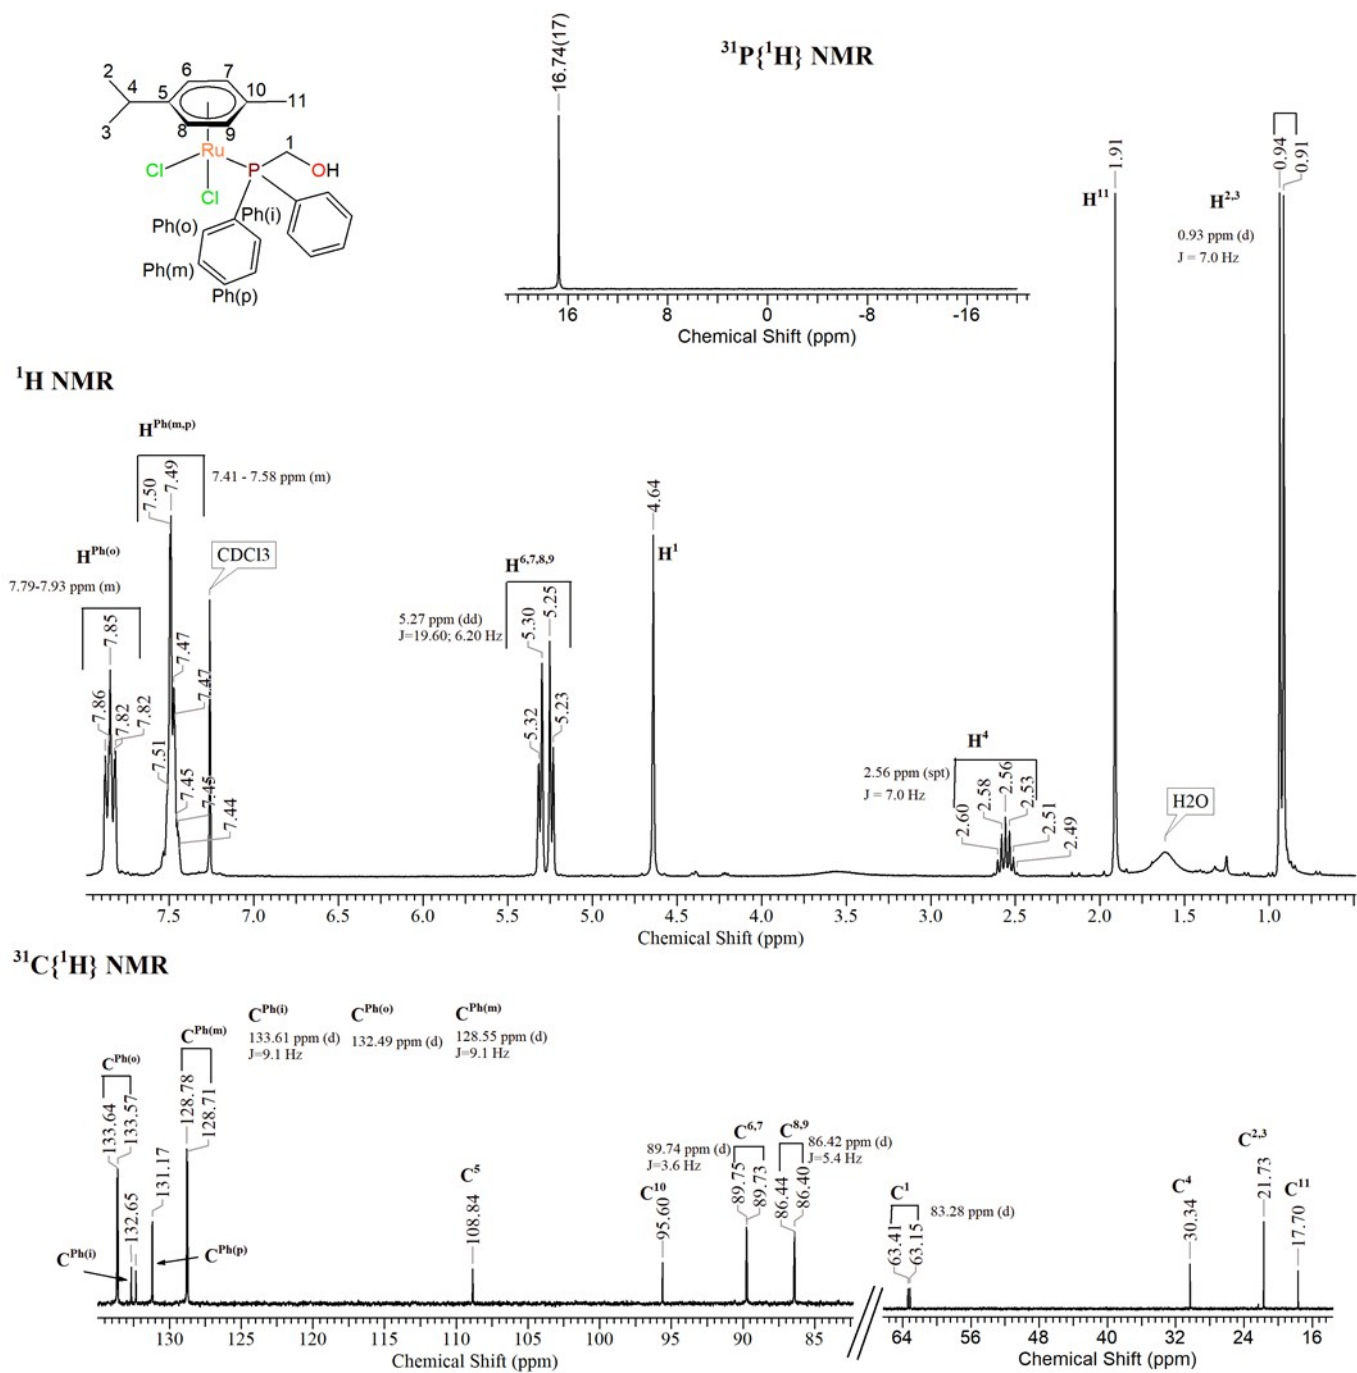 16.74(17)
³¹P{¹H} NMR
2
3
4
5
6
7
8
9
10
11
1
Ru
Cl
Cl
P
OH
Ph(o)
Ph(i)
Ph(m)
Ph(p)
16 8 0 -8 -16
Chemical Shift (ppm)
¹H NMR
H^Ph(o)
7.79-7.93 ppm (m)
7.86
7.85
7.82
7.82
H^Ph(m,p)
7.41 - 7.58 ppm (m)
7.51
7.50
7.49
7.47
7.47
7.45
7.45
7.44
CDCl3
H^6,7,8,9
5.27 ppm (dd)
J=19.60; 6.20 Hz
5.32
5.30
5.25
5.23
4.64
H^1
H^4
2.56 ppm (spt)
J = 7.0 Hz
2.60
2.58
2.56
2.53
2.51
2.49
H^11
1.91
H2O
H^2,3
0.93 ppm (d)
J = 7.0 Hz
0.94
0.91
7.5 7.0 6.5 6.0 5.5 5.0 4.5 4.0 3.5 3.0 2.5 2.0 1.5 1.0
Chemical Shift (ppm)
³¹C{¹H} NMR
C^Ph(i)
133.61 ppm (d)
J=9.1 Hz
C^Ph(o)
132.49 ppm (d)
C^Ph(m)
128.55 ppm (d)
J=9.1 Hz
C^Ph(o)
133.64
133.57
132.65
131.17
C^Ph(i)
C^Ph(p)
C^Ph(m)
128.78
128.71
C^5
108.84
C^10
95.60
89.74 ppm (d)
J=3.6 Hz
C^6,7
89.75
89.73
C^8,9
86.42 ppm (d)
J=5.4 Hz
86.44
86.40
C^1
83.28 ppm (d)
63.41
63.15
C^4
30.34
C^2,3
21.73
C^11
17.70
130 125 120 115 110 105 100 95 90 85
Chemical Shift (ppm)
64 56 48 40 32 24 16
Chemical Shift (ppm)